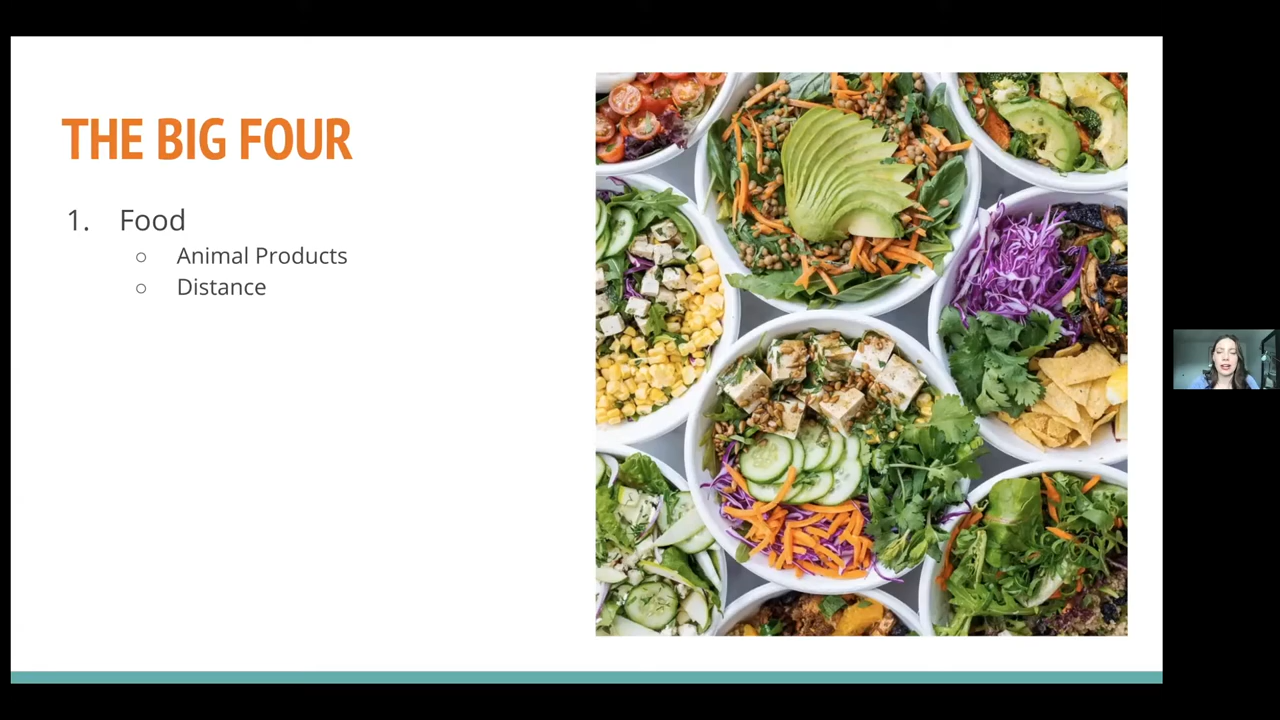 THE BIG FOUR
1. Food
○ Animal Products
○ Distance